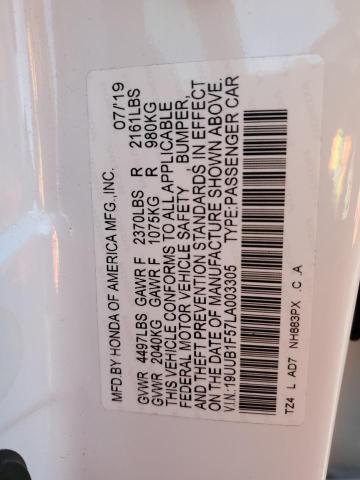 MFD.BY HONDA OF AMERICA MFG.,INC. 07/'19
GVWR 4497LBS GAWR F 2370LBS R 2161LBS
GVWR 2040KG GAWR F 1075KG R 980KG
THIS VEHICLE CONFORMS TO ALL APPLICABLE
FEDERAL MOTOR VEHICLE SAFETY , BUMPER,
AND THEFT PREVENTION STANDARDS IN EFFECT
ON THE DATE OF MANUFACTURE SHOWN ABOVE.
V.I.N.:19UUB1F57LA003305 TYPE:PASSENGER CAR
TZ4 L AD7 NH883PX .C .A